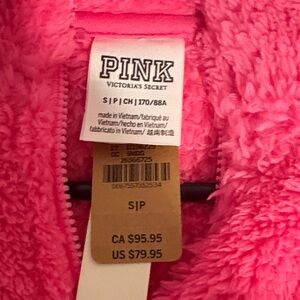 PINK
VICTORIA'S SECRET
S | P | CH | 170/88A
made in Vietnam/fabriqué au
Vietnam/hecho en Vietnam/
fabbricato in Vietnam/ 越南制造
S|P
CA $95.95
US $79.95